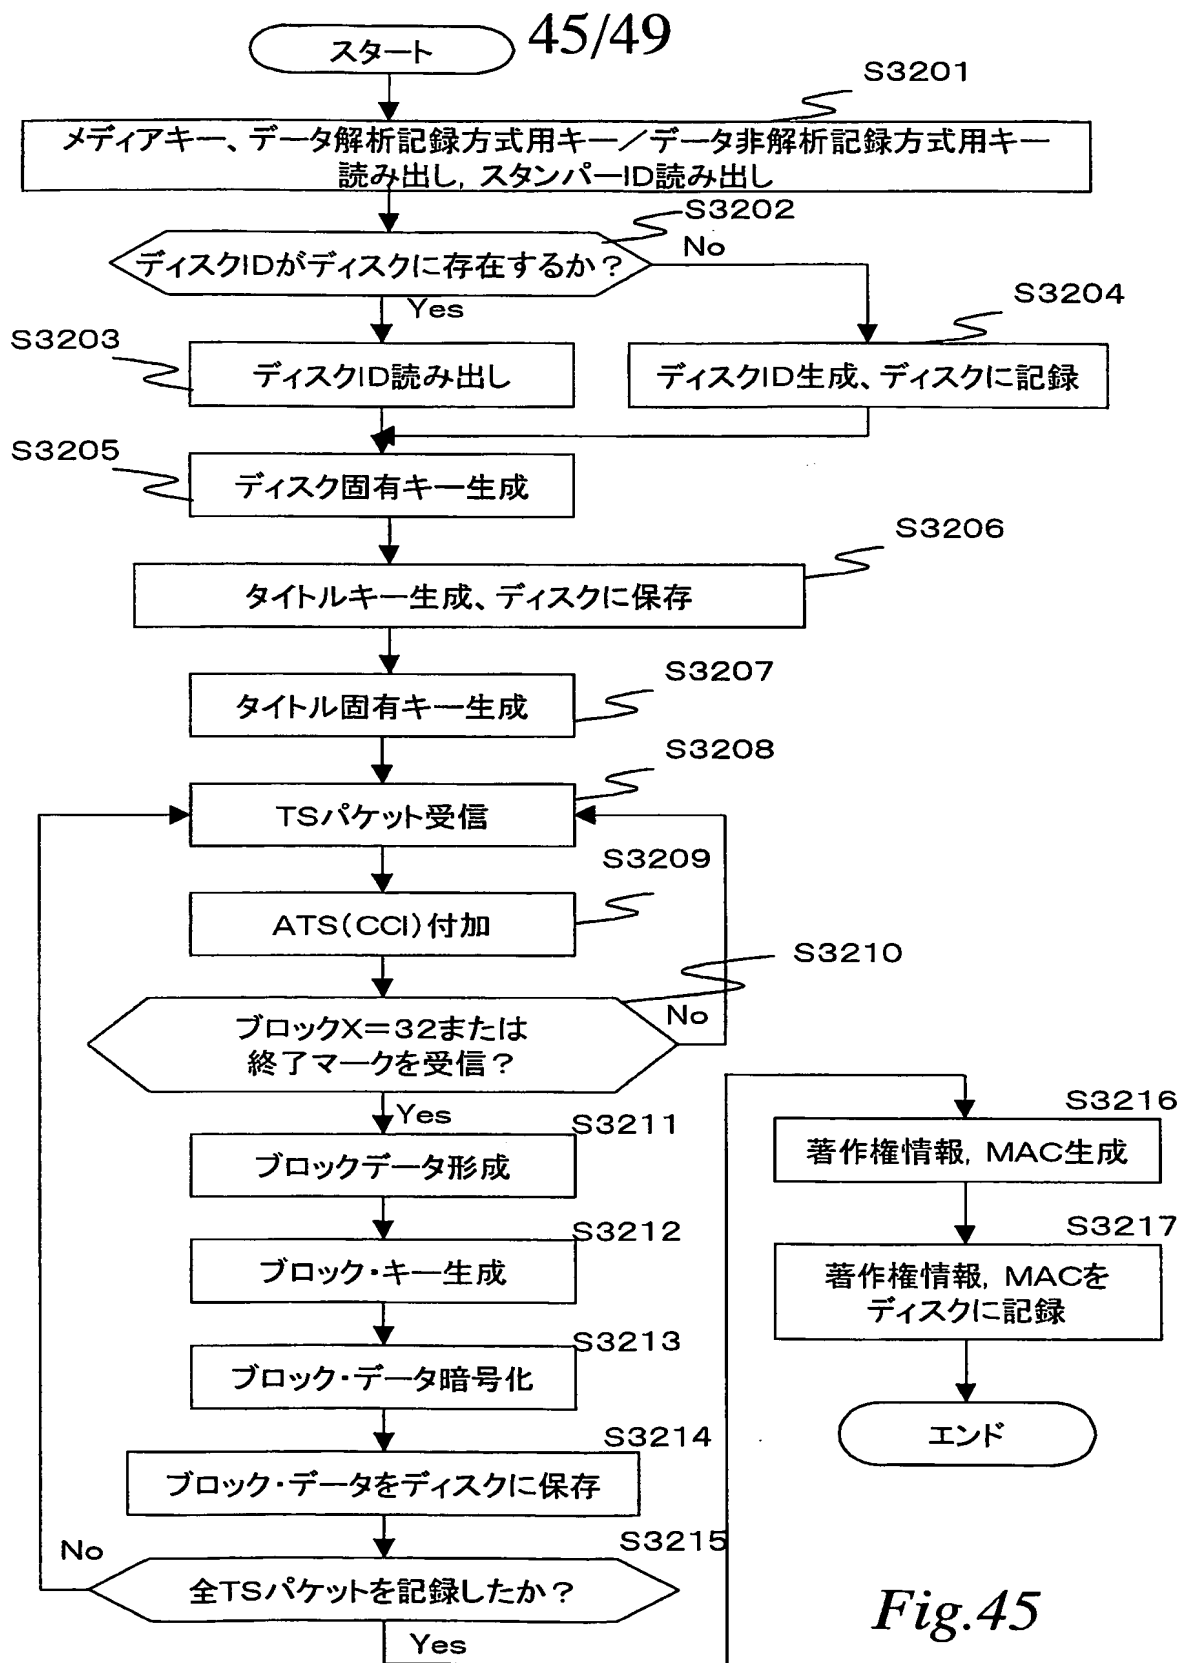 45/49
スタート
S3201
メディアキー、データ解析記録方式用キー／データ非解析記録方式用キー
読み出し, スタンパーID読み出し
S3202
ディスクIDがディスクに存在するか？
No
Yes
S3203
ディスクID読み出し
S3204
ディスクID生成、ディスクに記録
S3205
ディスク固有キー生成
S3206
タイトルキー生成、ディスクに保存
S3207
タイトル固有キー生成
S3208
TSパケット受信
S3209
ATS(CCI)付加
S3210
ブロックX＝32または
終了マークを受信？
No
Yes
S3211
ブロックデータ形成
S3212
ブロック・キー生成
S3213
ブロック・データ暗号化
S3214
ブロック・データをディスクに保存
S3215
全TSパケットを記録したか？
No
Yes
S3216
著作権情報, MAC生成
S3217
著作権情報, MACを
ディスクに記録
エンド
Fig.45